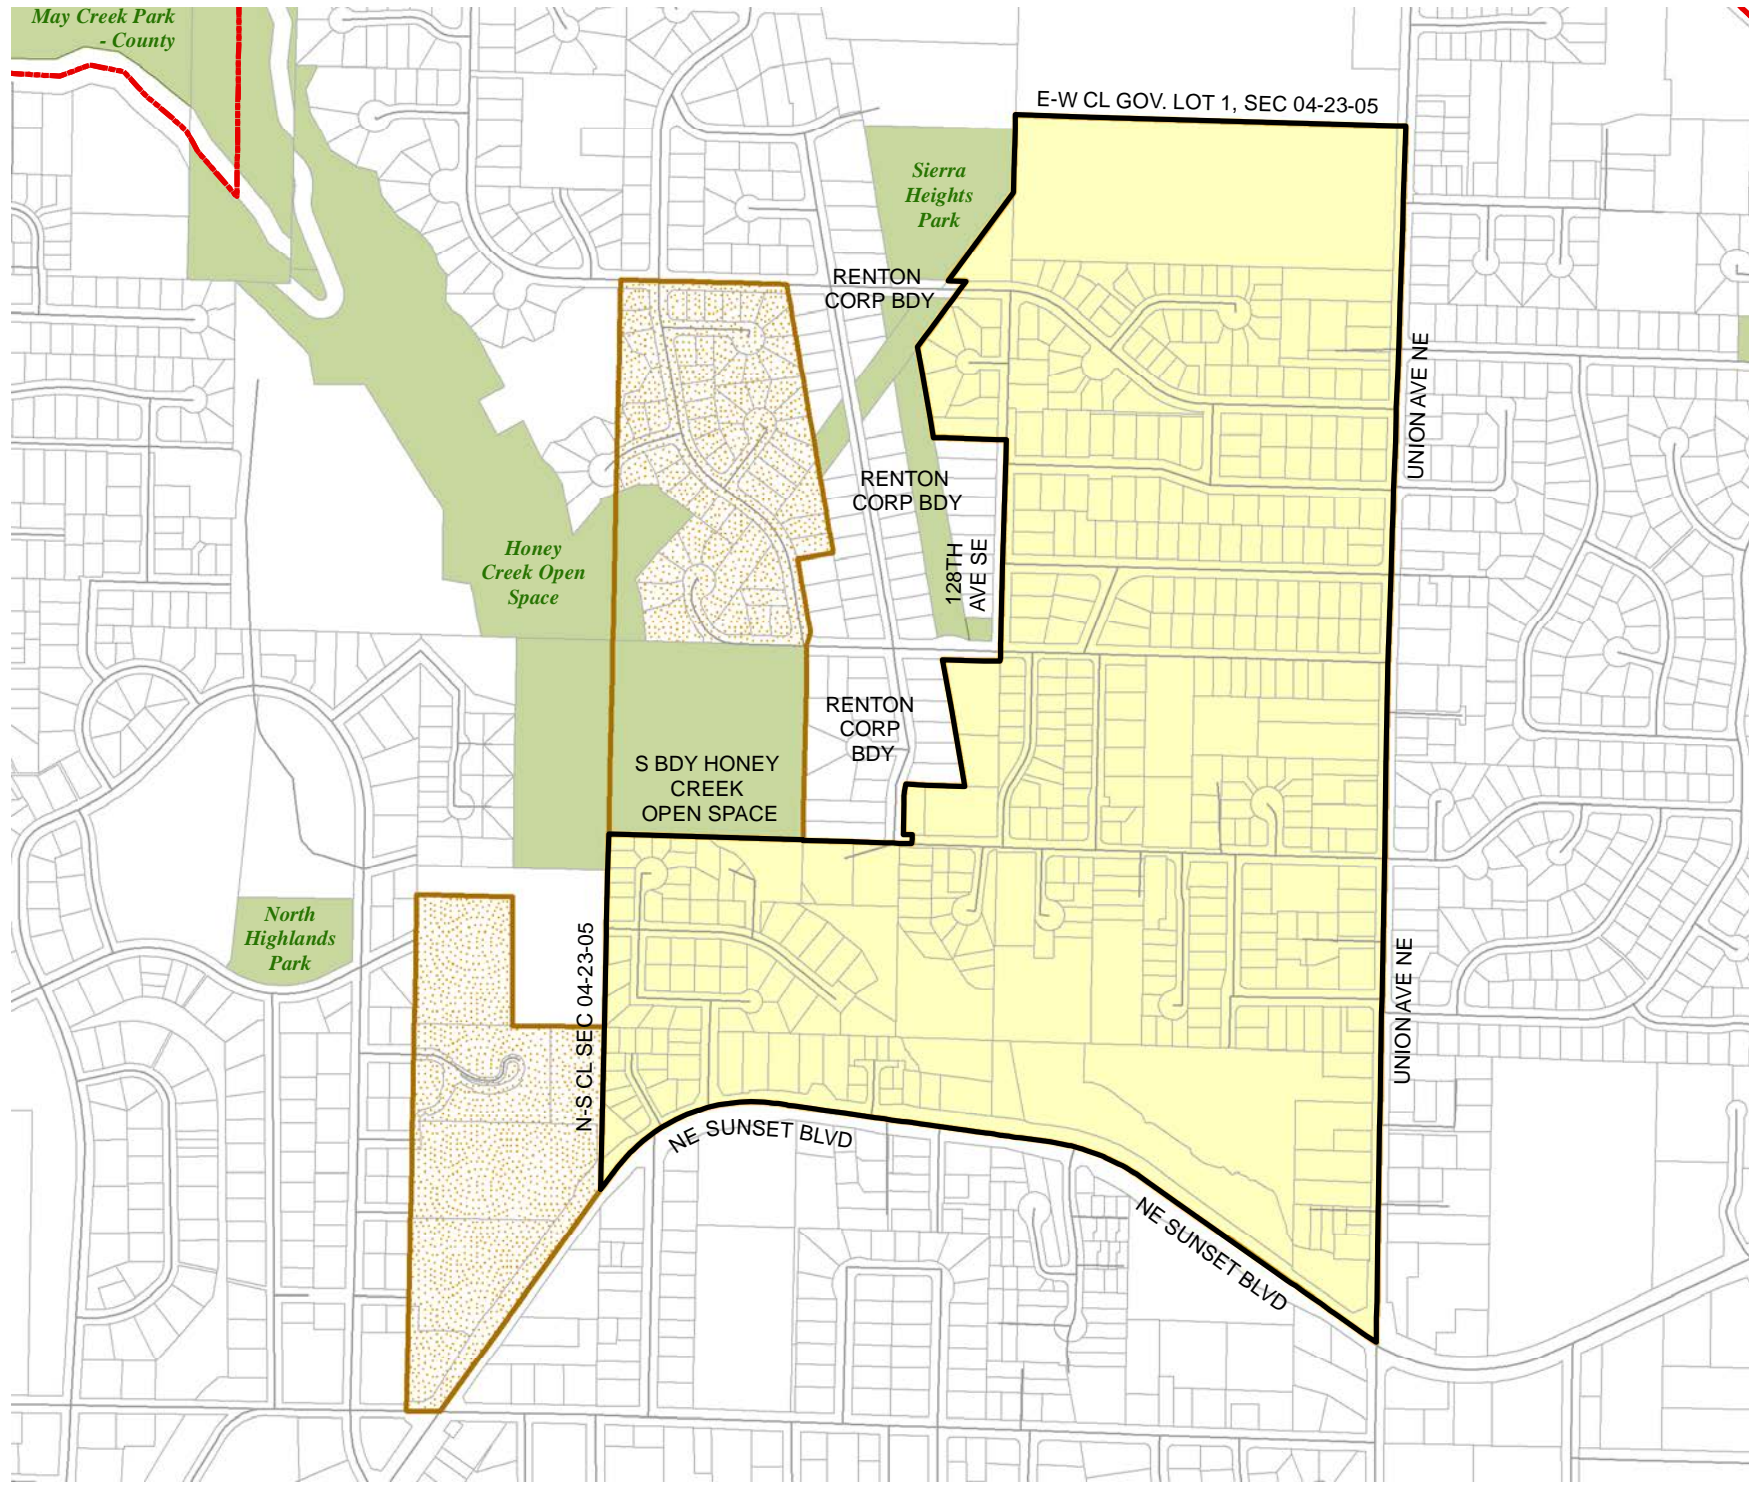 May Creek Park
- County
E-W CL GOV. LOT 1, SEC 04-23-05
Sierra
Heights
Park
RENTON
CORP BDY
UNION AVE NE
RENTON
CORP BDY
Honey
Creek Open
Space
128TH
AVE SE
RENTON
CORP
BDY
S BDY HONEY
CREEK
OPEN SPACE
North
Highlands
Park
N-S CL SEC 04-23-05
UNION AVE NE
NE SUNSET BLVD
NE SUNSET BLVD